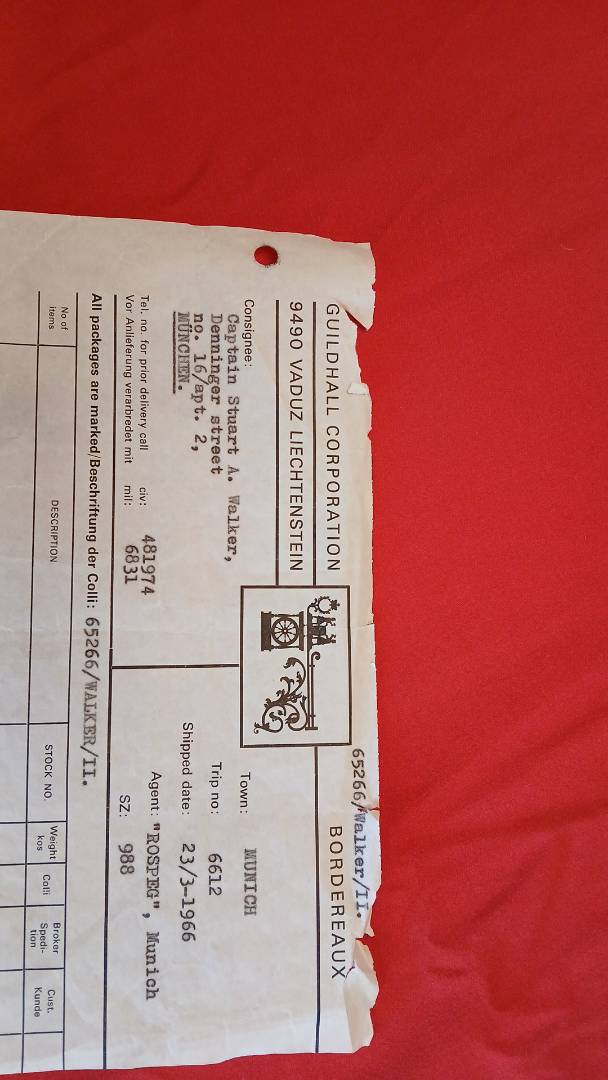 65266/Walker/II.
GUILDHALL CORPORATION
BORDEREAUX
9490 VADUZ LIECHTENSTEIN
Consignee:
Captain Stuart A. Walker,
Denninger street
no. 16/apt. 2,
MÜNCHEN.
Town: MUNICH
Trip no: 6612
Shipped date: 23/3-1966
Agent: "ROSPEG", Munich
SZ: 988
Tel. no. for prior delivery call civ: 481974
Vor Anlieferung verarbredet mit mil: 6831
All packages are marked/Beschriftung der Colli: 65266/WALKER/II.
No of
items
DESCRIPTION
STOCK NO.
Weight
kos
Colli
Broker
Spedi-
tion
Cust.
Kunde